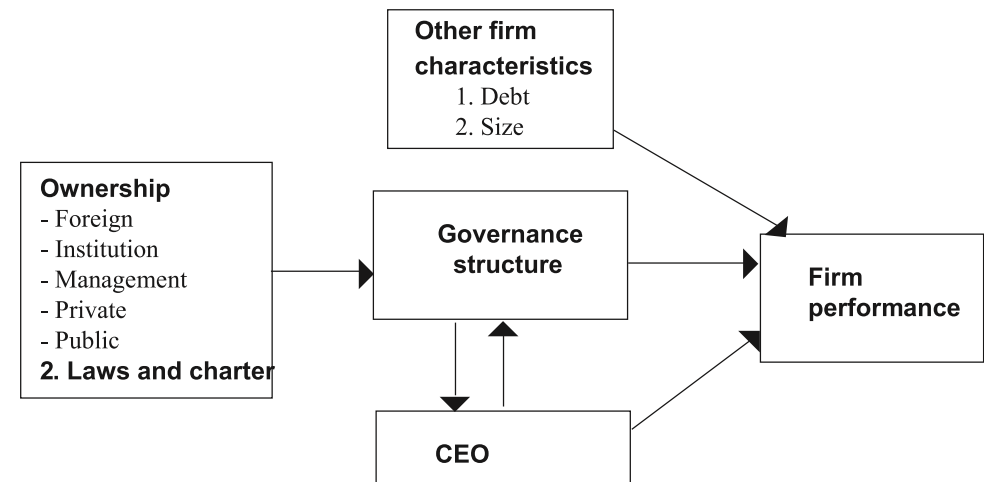 Other firm
characteristics
1. Debt
2. Size
Ownership
- Foreign
- Institution
- Management
- Private
- Public
2. Laws and charter
Governance
structure
Firm
performance
CEO